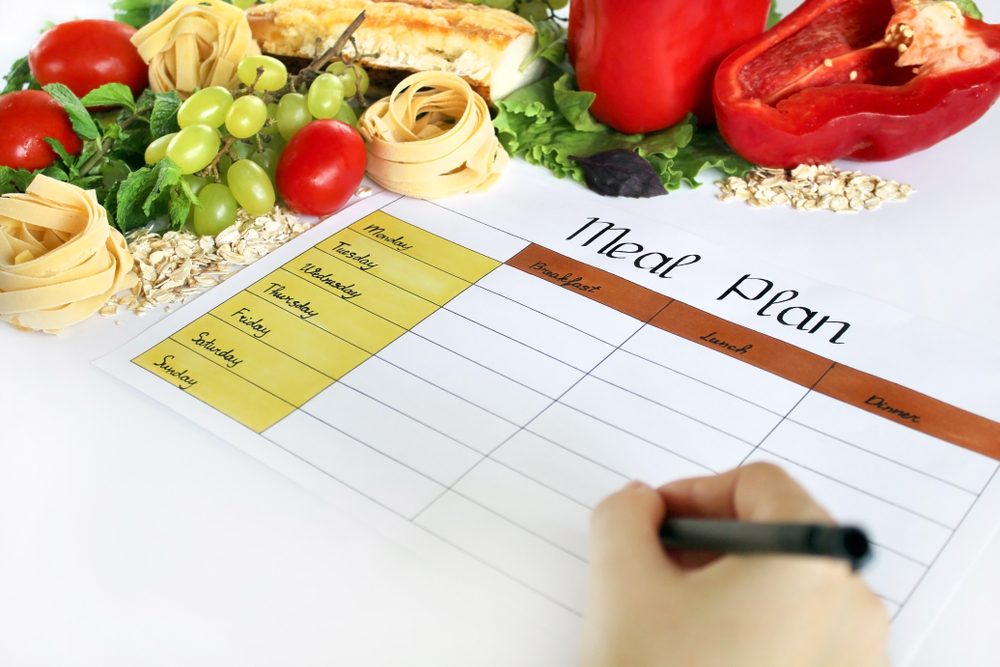 Meal Plan
Breakfast Lunch Dinner
Monday
Tuesday
Wednesday
Thursday
Friday
Saturday
Sunday